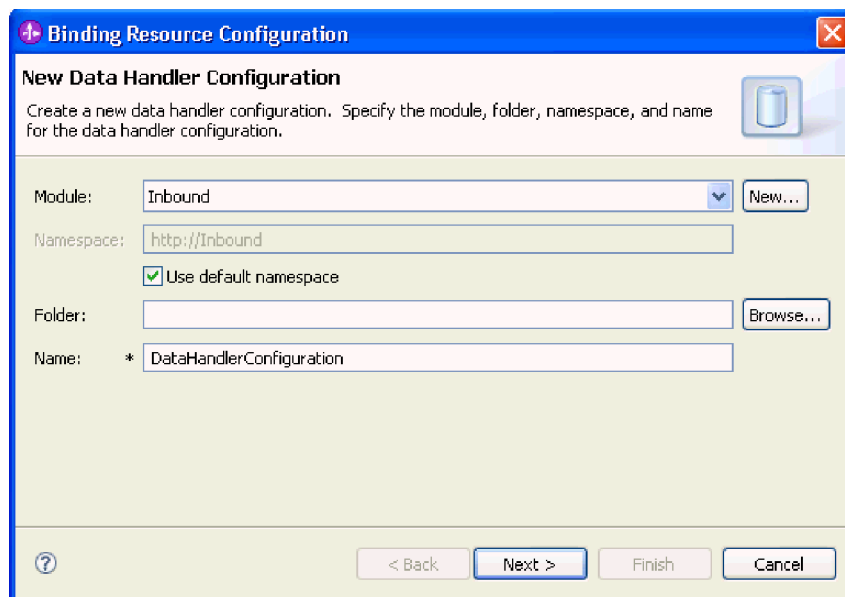 Binding Resource Configuration
New Data Handler Configuration
Create a new data handler configuration. Specify the module, folder, namespace, and name
for the data handler configuration.
Module: Inbound New...
Namespace: http://Inbound
Use default namespace
Folder: Browse...
Name: * DataHandlerConfiguration
? < Back Next > Finish Cancel